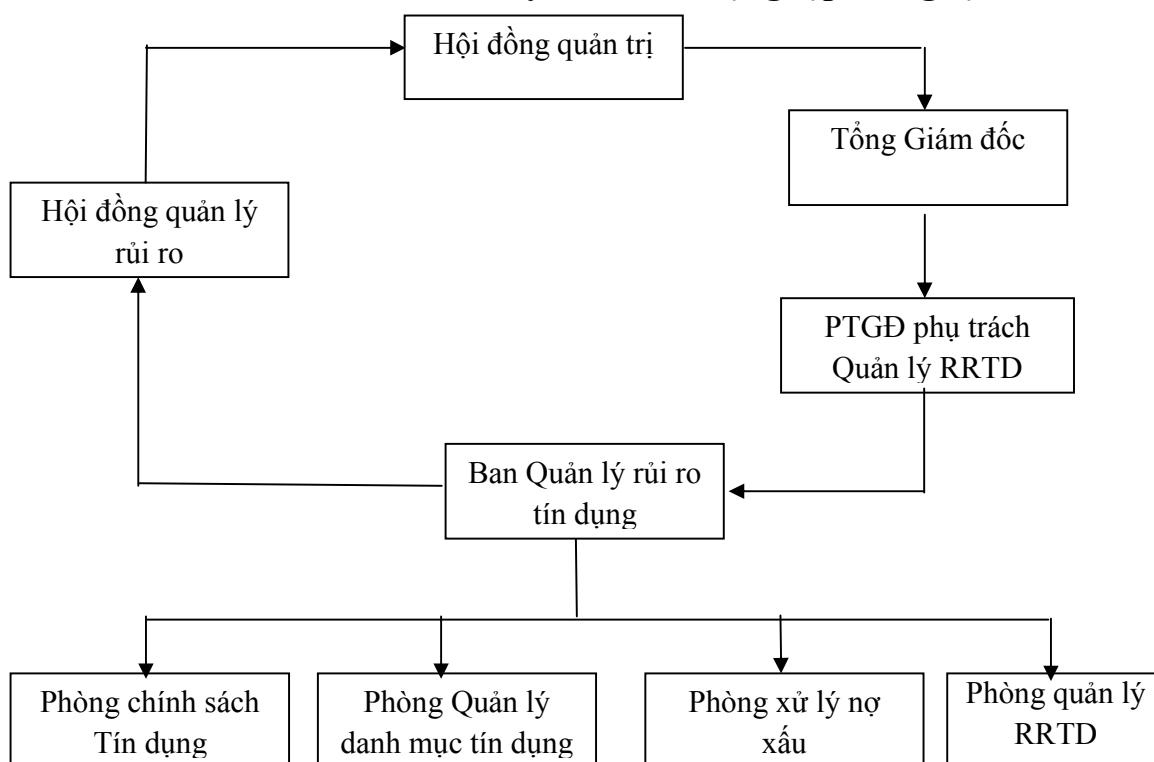 Hội đồng quản trị
Tổng Giám đốc
Hội đồng quản lý
rủi ro
PTGĐ phụ trách
Quản lý RRTD
Ban Quản lý rủi ro
tín dụng
Phòng chính sách
Tín dụng
Phòng Quản lý
danh mục tín dụng
Phòng xử lý nợ
xấu
Phòng quản lý
RRTD